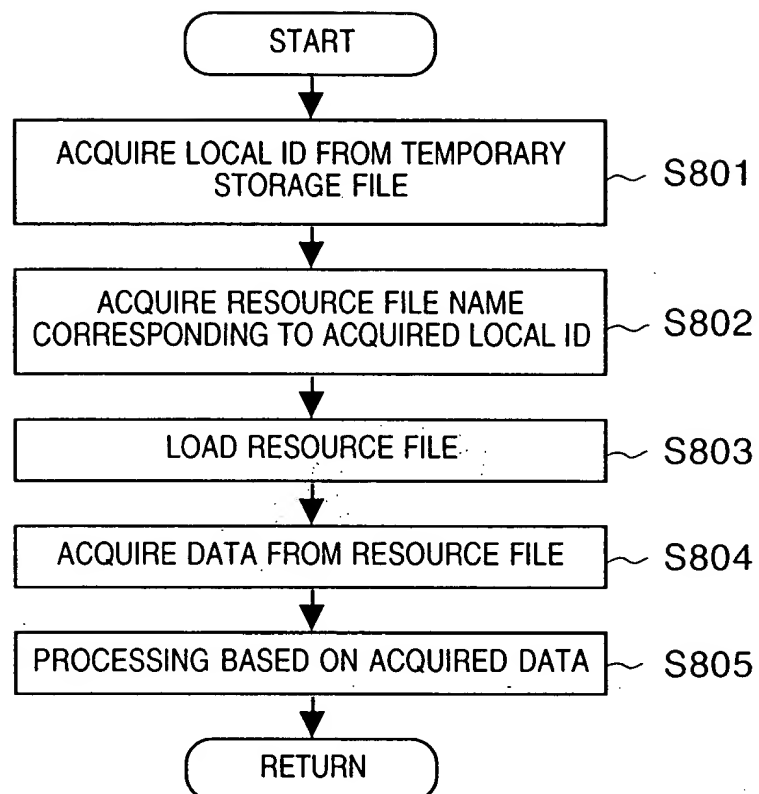 START
ACQUIRE LOCAL ID FROM TEMPORARY
STORAGE FILE
S801
ACQUIRE RESOURCE FILE NAME
CORRESPONDING TO ACQUIRED LOCAL ID
S802
LOAD RESOURCE FILE
S803
ACQUIRE DATA FROM RESOURCE FILE
S804
PROCESSING BASED ON ACQUIRED DATA
S805
RETURN